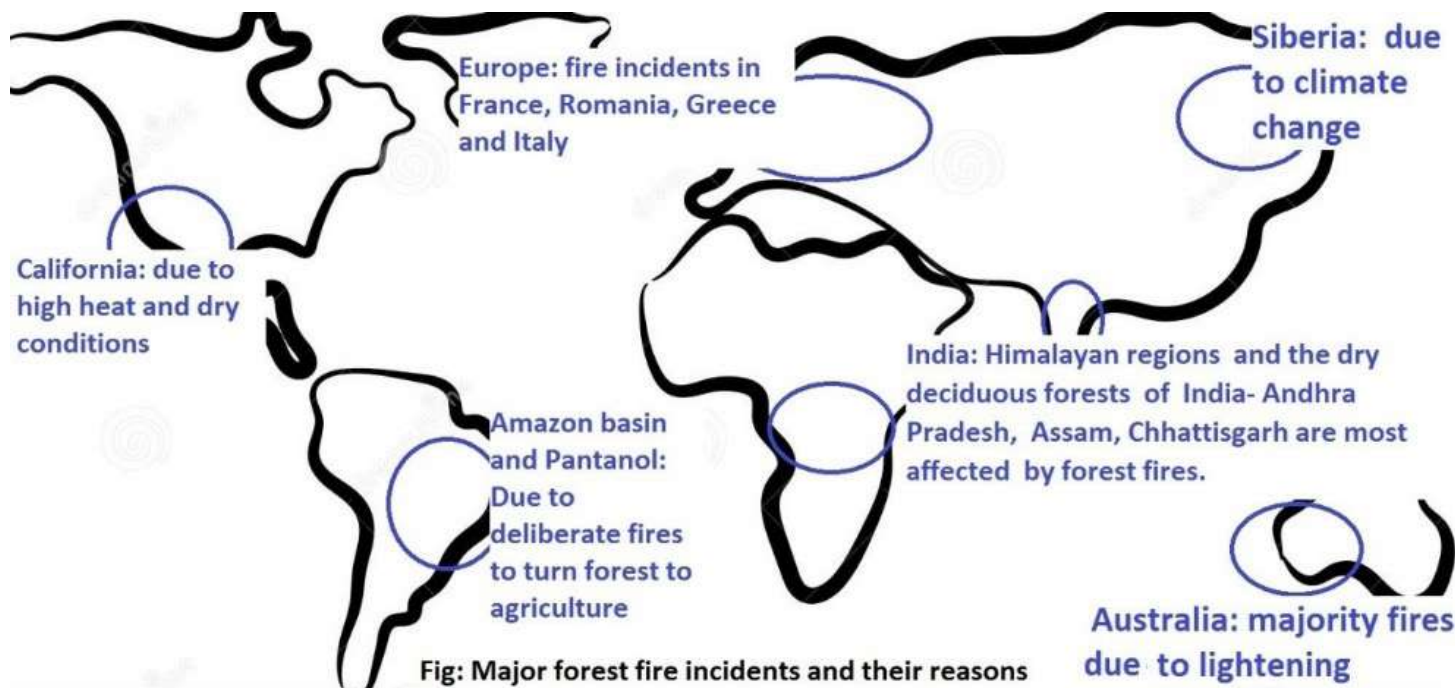 Europe: fire incidents in
France, Romania, Greece
and Italy
Siberia: due
to climate
change
California: due to
high heat and dry
conditions
India: Himalayan regions and the dry
deciduous forests of India- Andhra
Pradesh, Assam, Chhattisgarh are most
affected by forest fires.
Amazon basin
and Pantanol:
Due to
deliberate fires
to turn forest to
agriculture
Australia: majority fires
due to lightening
Fig: Major forest fire incidents and their reasons